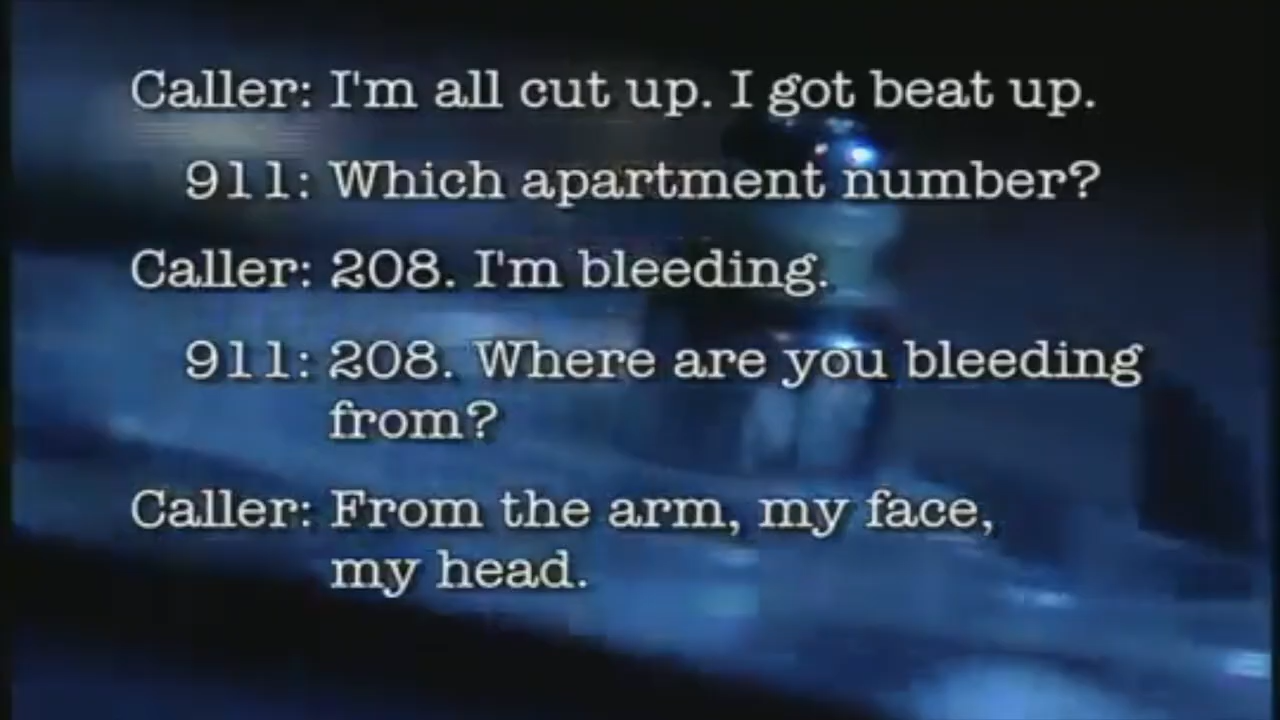 Caller: I'm all cut up. I got beat up.
911: Which apartment number?
Caller: 208. I'm bleeding.
911: 208. Where are you bleeding
from?
Caller: From the arm, my face,
my head.